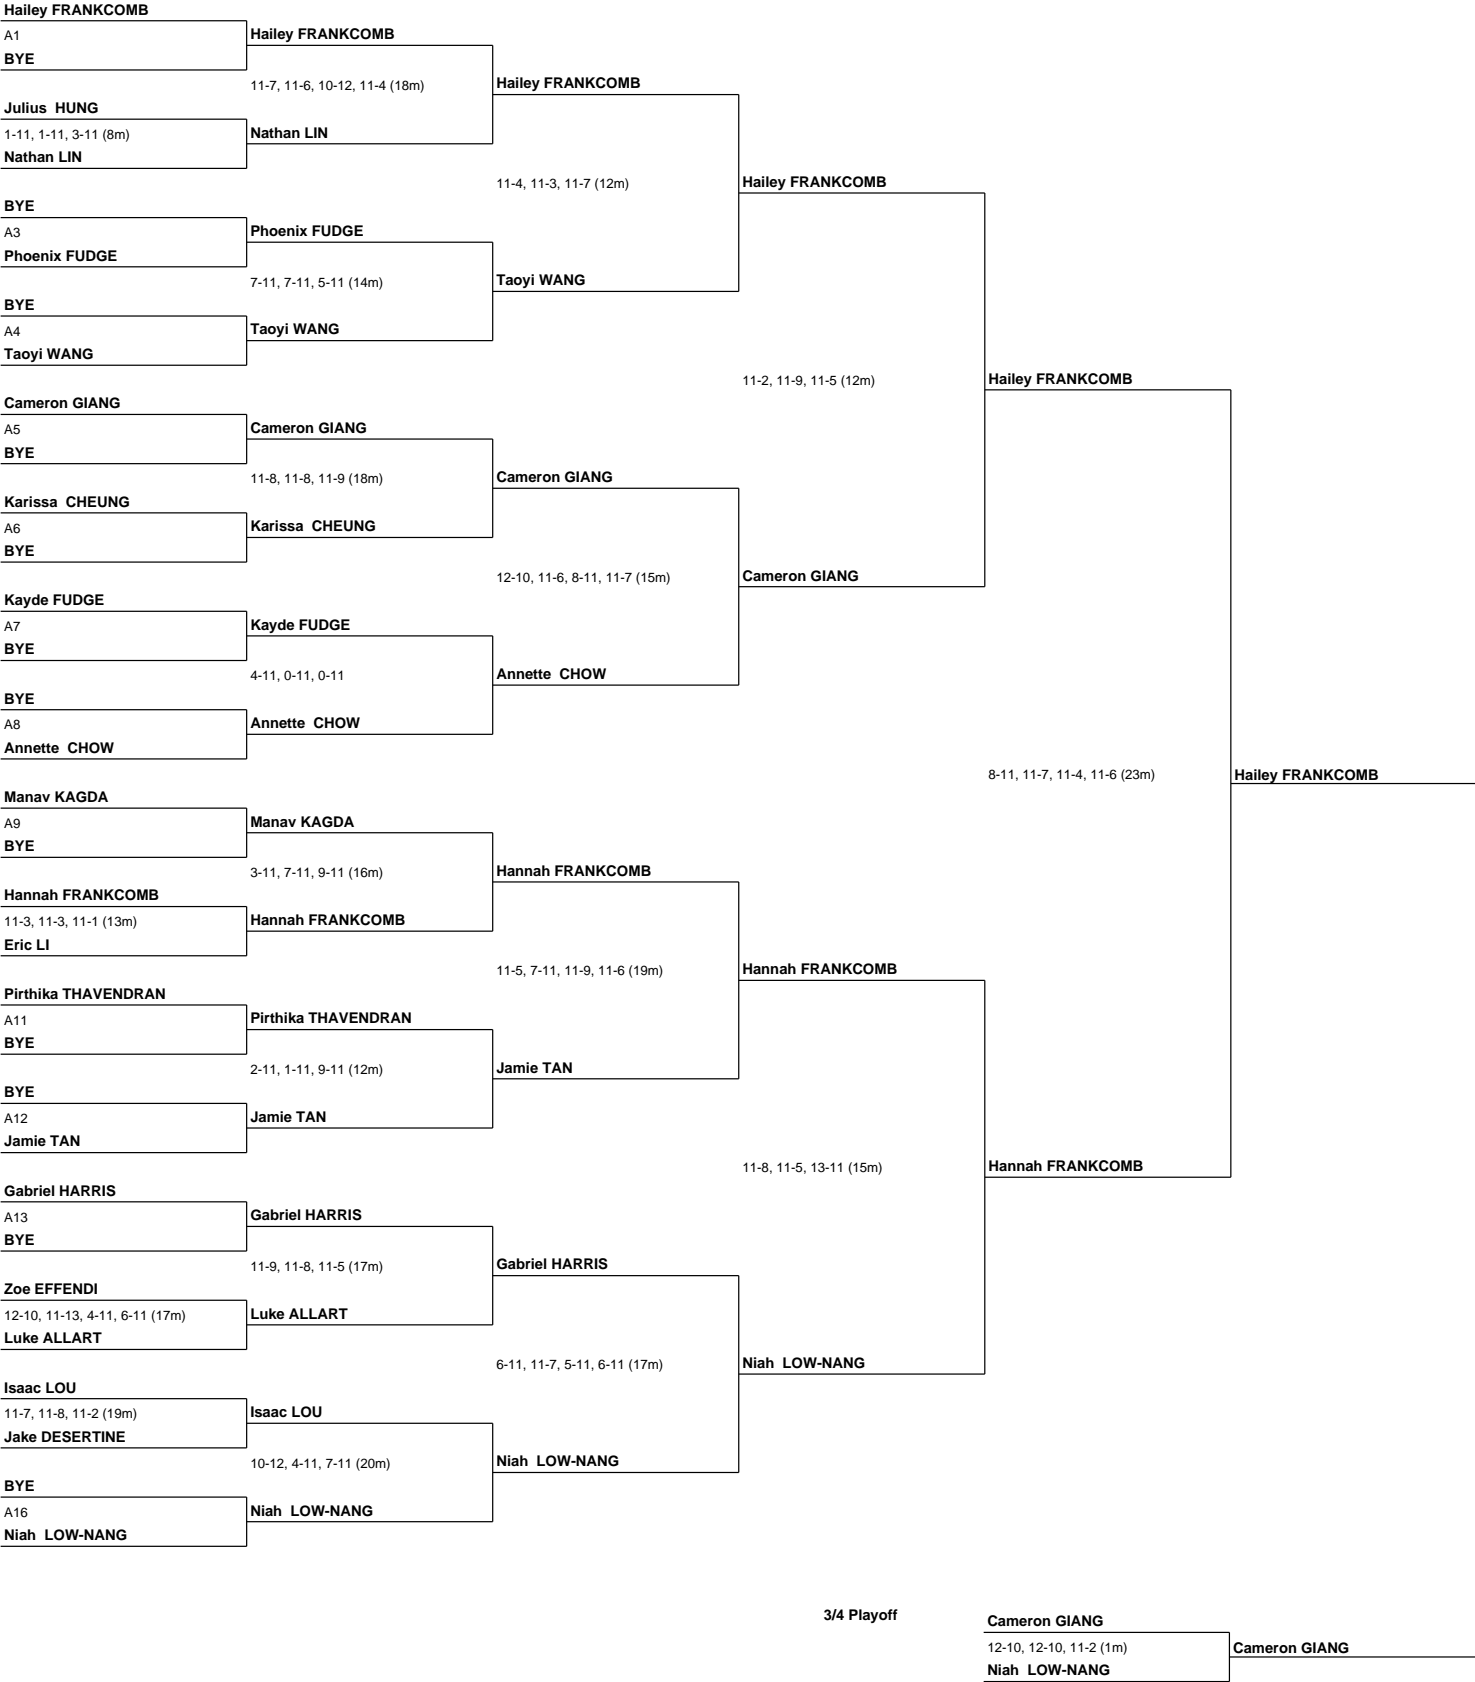 Hailey FRANKCOMB
A1
BYE
Julius HUNG
1-11, 1-11, 3-11 (8m)
Nathan LIN
BYE
A3
Phoenix FUDGE
BYE
A4
Taoyi WANG
Cameron GIANG
A5
BYE
Karissa CHEUNG
A6
BYE
Kayde FUDGE
A7
BYE
BYE
A8
Annette CHOW
Manav KAGDA
A9
BYE
Hannah FRANKCOMB
11-3, 11-3, 11-1 (13m)
Eric LI
Pirthika THAVENDRAN
A11
BYE
BYE
A12
Jamie TAN
Gabriel HARRIS
A13
BYE
Zoe EFFENDI
12-10, 11-13, 4-11, 6-11 (17m)
Luke ALLART
Isaac LOU
11-7, 11-8, 11-2 (19m)
Jake DESERTINE
BYE
A16
Niah LOW-NANG
Hailey FRANKCOMB
11-7, 11-6, 10-12, 11-4 (18m)
Nathan LIN
Phoenix FUDGE
7-11, 7-11, 5-11 (14m)
Taoyi WANG
Cameron GIANG
11-8, 11-8, 11-9 (18m)
Karissa CHEUNG
Kayde FUDGE
4-11, 0-11, 0-11
Annette CHOW
Manav KAGDA
3-11, 7-11, 9-11 (16m)
Hannah FRANKCOMB
Pirthika THAVENDRAN
2-11, 1-11, 9-11 (12m)
Jamie TAN
Gabriel HARRIS
11-9, 11-8, 11-5 (17m)
Luke ALLART
Isaac LOU
10-12, 4-11, 7-11 (20m)
Niah LOW-NANG
Hailey FRANKCOMB
11-4, 11-3, 11-7 (12m)
Taoyi WANG
Cameron GIANG
12-10, 11-6, 8-11, 11-7 (15m)
Annette CHOW
Hannah FRANKCOMB
11-5, 7-11, 11-9, 11-6 (19m)
Jamie TAN
Gabriel HARRIS
6-11, 11-7, 5-11, 6-11 (17m)
Niah LOW-NANG
Hailey FRANKCOMB
11-2, 11-9, 11-5 (12m)
Cameron GIANG
Hannah FRANKCOMB
11-8, 11-5, 13-11 (15m)
Niah LOW-NANG
Hailey FRANKCOMB
8-11, 11-7, 11-4, 11-6 (23m)
Hannah FRANKCOMB
Hailey FRANKCOMB
3/4 Playoff
Cameron GIANG
12-10, 12-10, 11-2 (1m)
Niah LOW-NANG
Cameron GIANG